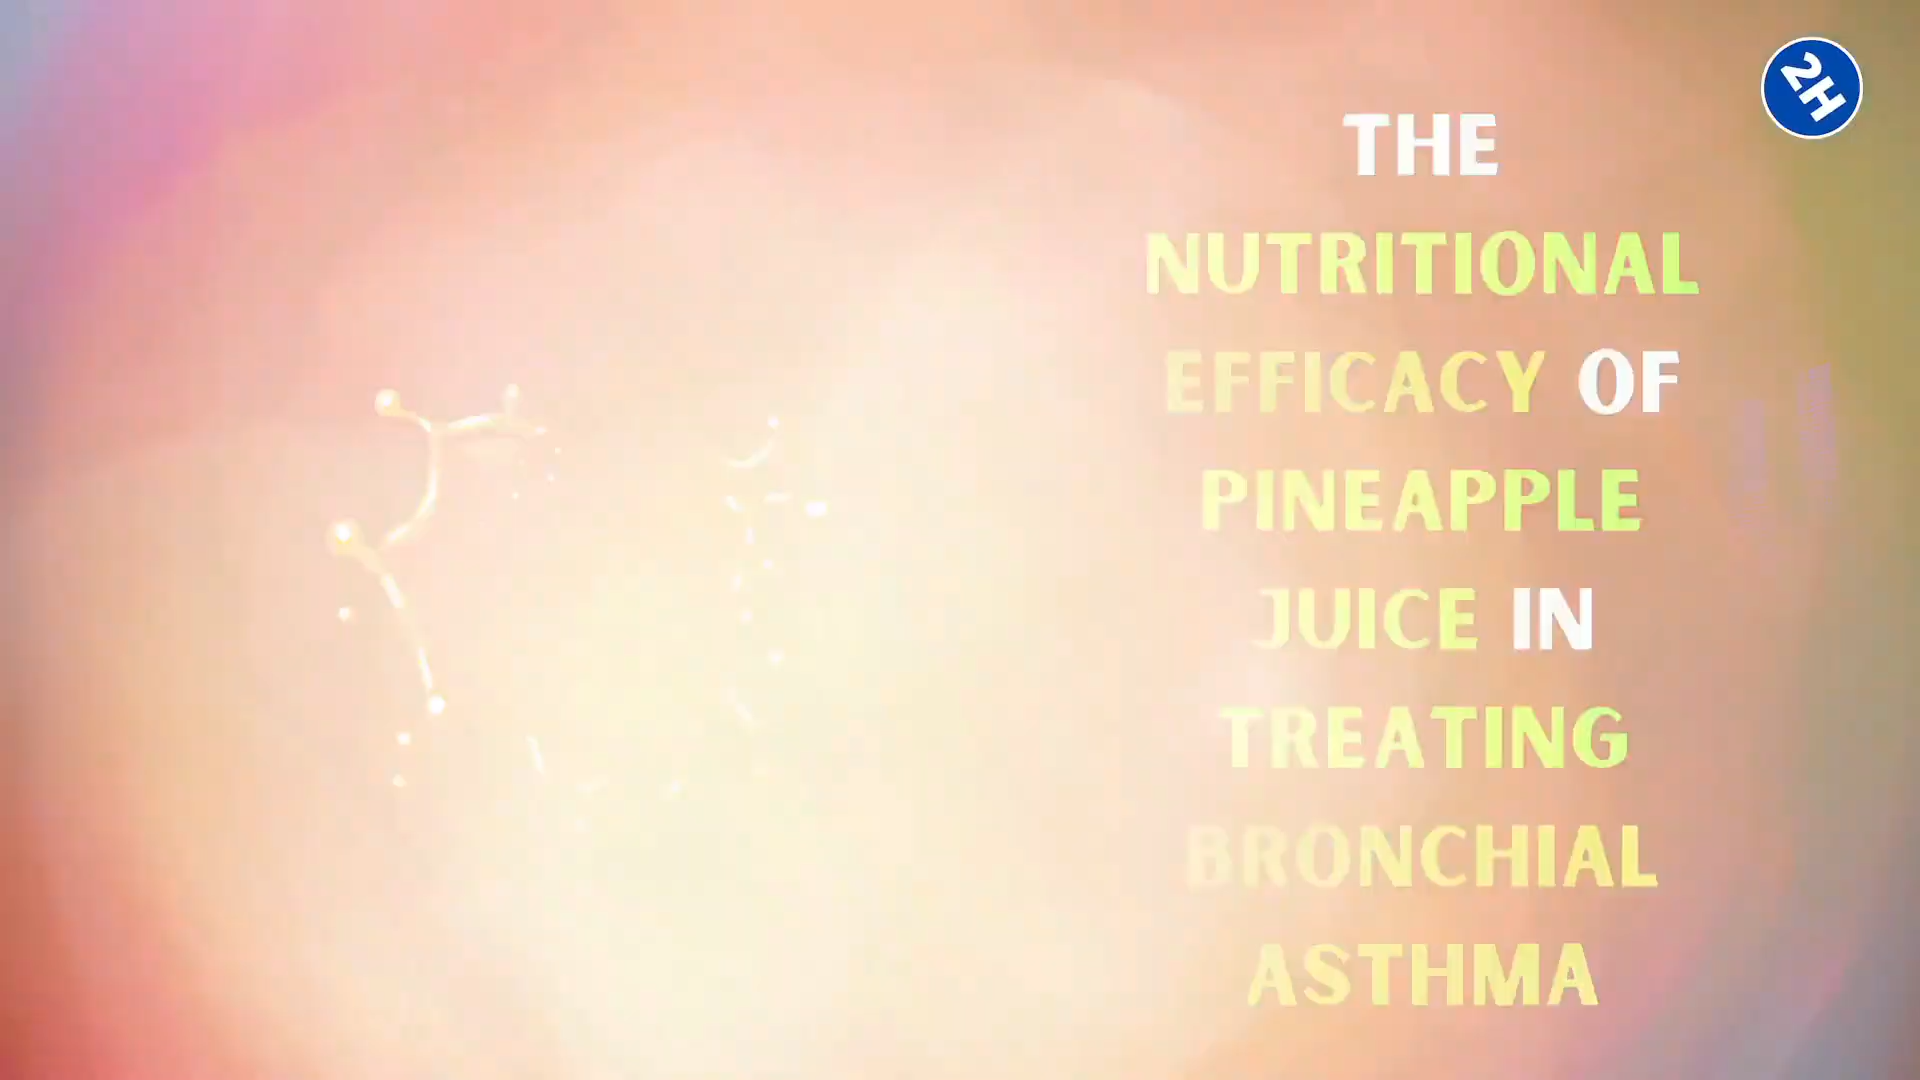 2H
THE
NUTRITIONAL
EFFICACY OF
PINEAPPLE
JUICE IN
TREATING
BRONCHIAL
ASTHMA